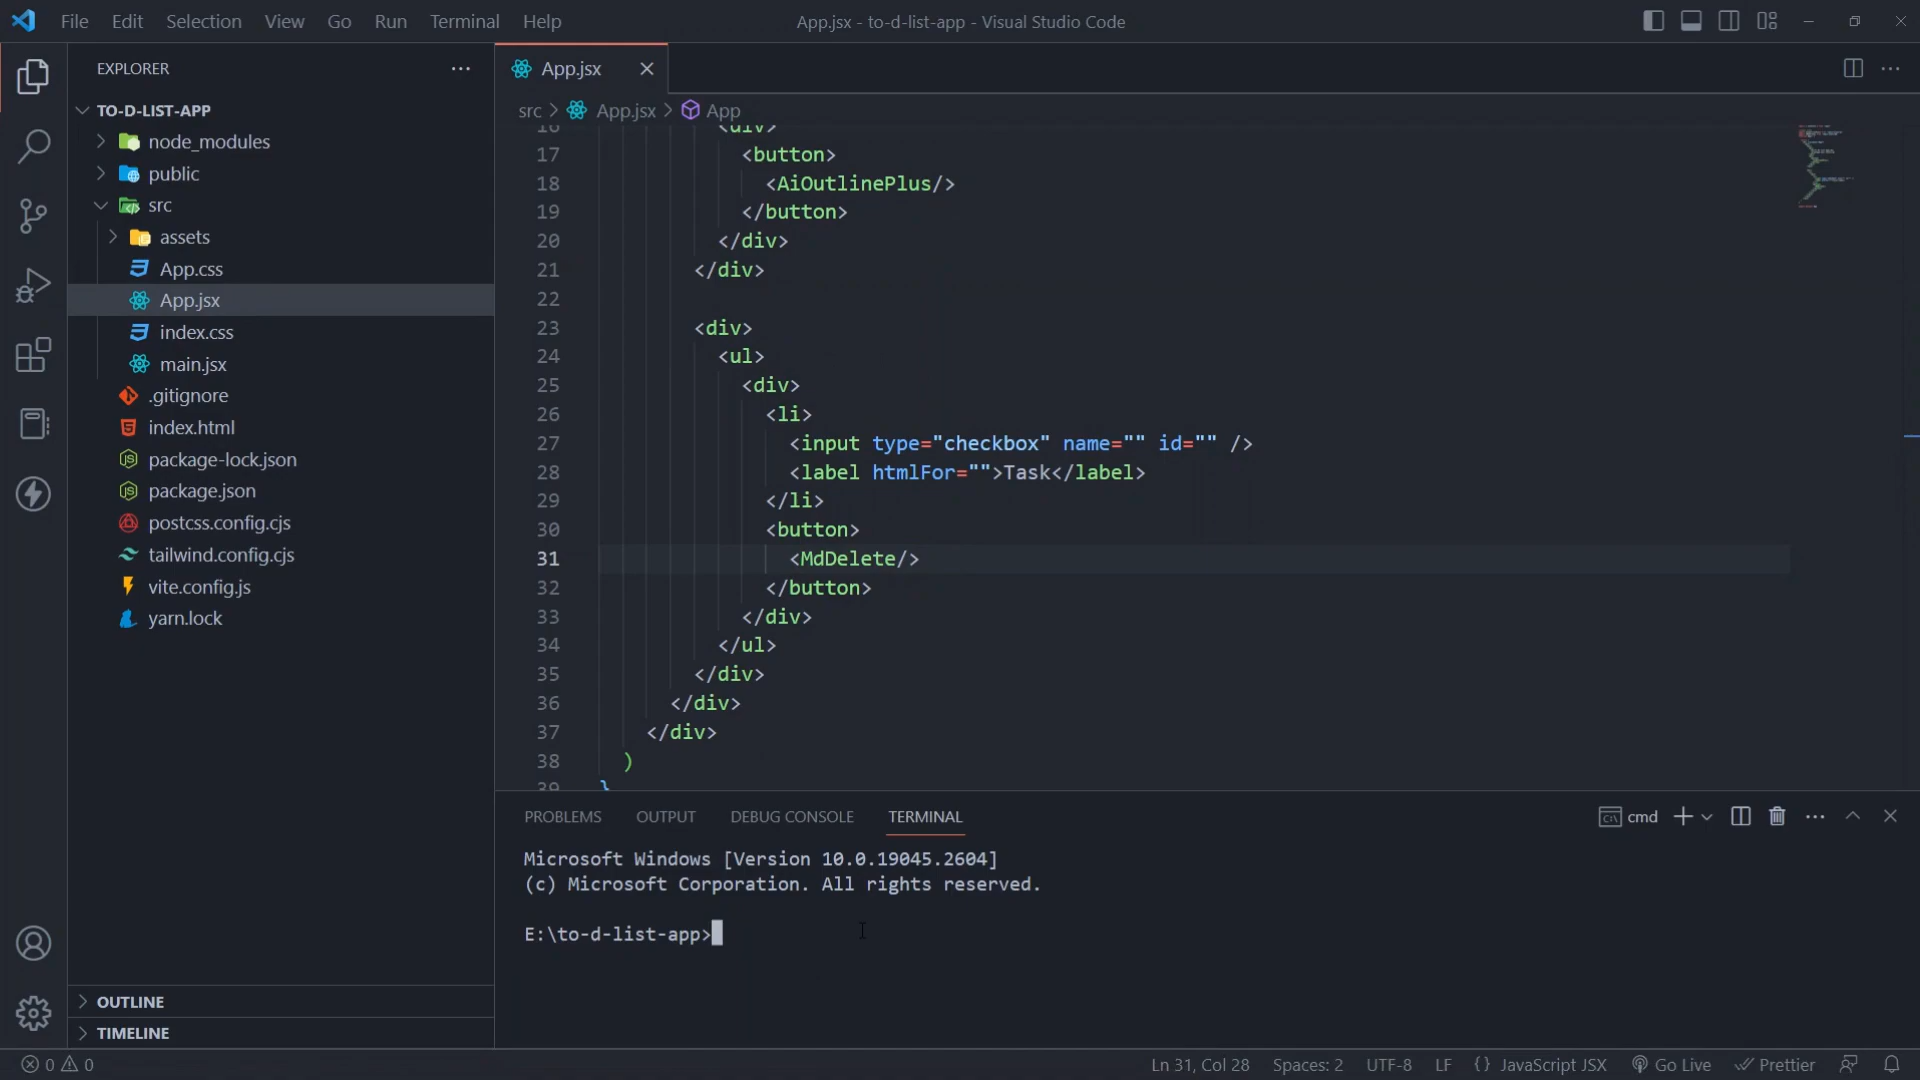 File Edit Selection View Go Run Terminal Help
App.jsx - to-d-list-app - Visual Studio Code
EXPLORER
TO-D-LIST-APP
node_modules
public
src
assets
App.css
App.jsx
index.css
main.jsx
.gitignore
index.html
package-lock.json
package.json
postcss.config.cjs
tailwind.config.cjs
vite.config.js
yarn.lock
OUTLINE
TIMELINE
App.jsx
src > App.jsx > App
16 <div>
17 <button>
18 <AiOutlinePlus/>
19 </button>
20 </div>
21 </div>
22
23 <div>
24 <ul>
25 <div>
26 <li>
27 <input type="checkbox" name="" id="" />
28 <label htmlFor="">Task</label>
29 </li>
30 <button>
31 <MdDelete/>
32 </button>
33 </div>
34 </ul>
35 </div>
36 </div>
37 </div>
38 )
39 }
PROBLEMS OUTPUT DEBUG CONSOLE TERMINAL
cmd
Microsoft Windows [Version 10.0.19045.2604]
(c) Microsoft Corporation. All rights reserved.
E:\to-d-list-app>
0 0
Ln 31, Col 28 Spaces: 2 UTF-8 LF {} JavaScript JSX Go Live Prettier